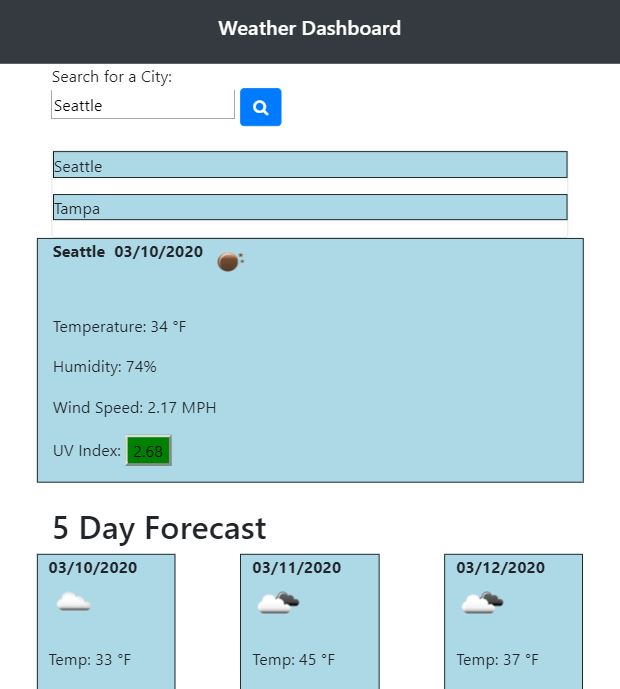 Weather Dashboard
Search for a City:
Seattle
Seattle
Tampa
Seattle 03/10/2020
Temperature: 34 °F
Humidity: 74%
Wind Speed: 2.17 MPH
UV Index: 2.68
5 Day Forecast
03/10/2020 03/11/2020 03/12/2020
Temp: 33 °F Temp: 45 °F Temp: 37 °F